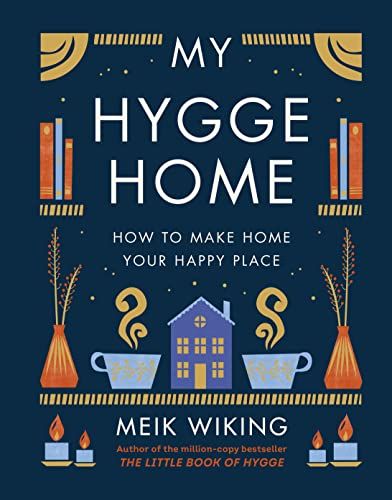 MY
HYGGE
HOME
HOW TO MAKE HOME
YOUR HAPPY PLACE
MEIK WIKING
Author of the million-copy bestseller
THE LITTLE BOOK OF HYGGE